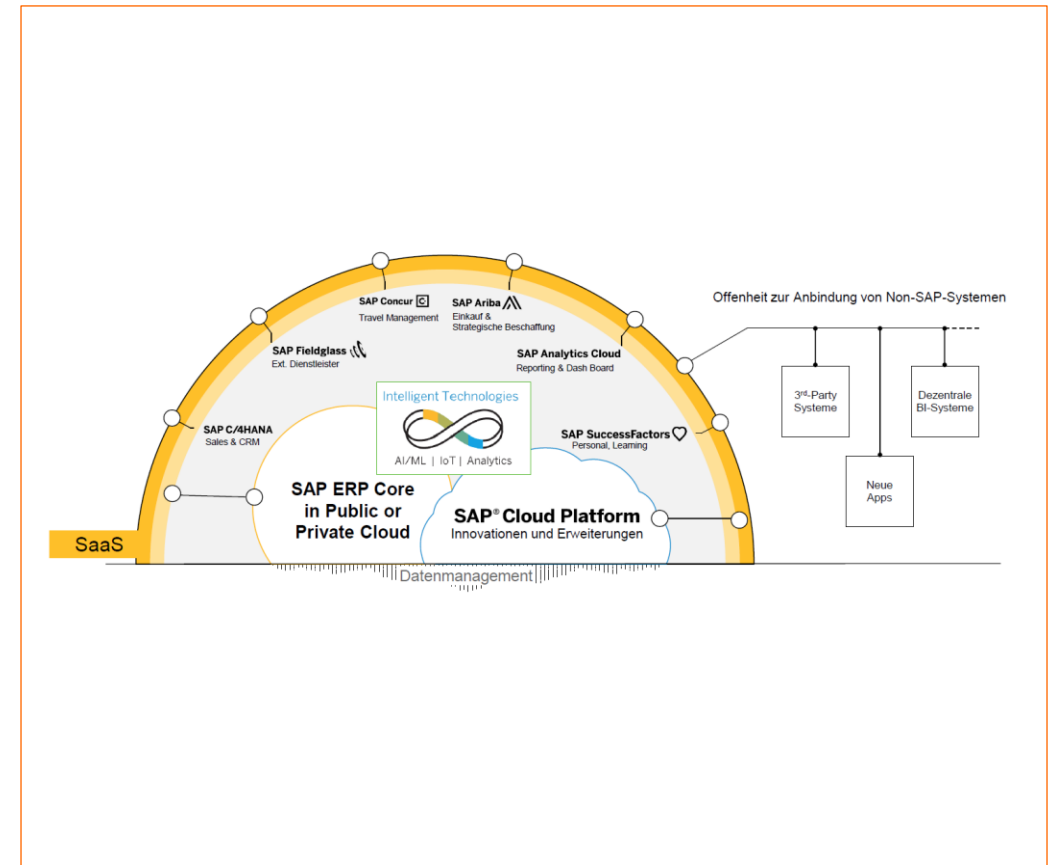 Offenheit zur Anbindung von Non-SAP-Systemen
SAP Concur C
Travel Management
SAP Ariba
Einkauf &
Strategische Beschaffung
SAP Fieldglass
Ext. Dienstleister
SAP Analytics Cloud
Reporting & Dash Board
3rd-Party
Systeme
Dezentrale
BI-Systeme
Intelligent Technologies
AI/ML | IoT | Analytics
SAP C/4HANA
Sales & CRM
SAP SuccessFactors
Personal, Learning
Neue
Apps
SAP ERP Core
in Public or
Private Cloud
SAP® Cloud Platform
Innovationen und Erweiterungen
SaaS
Datenmanagement